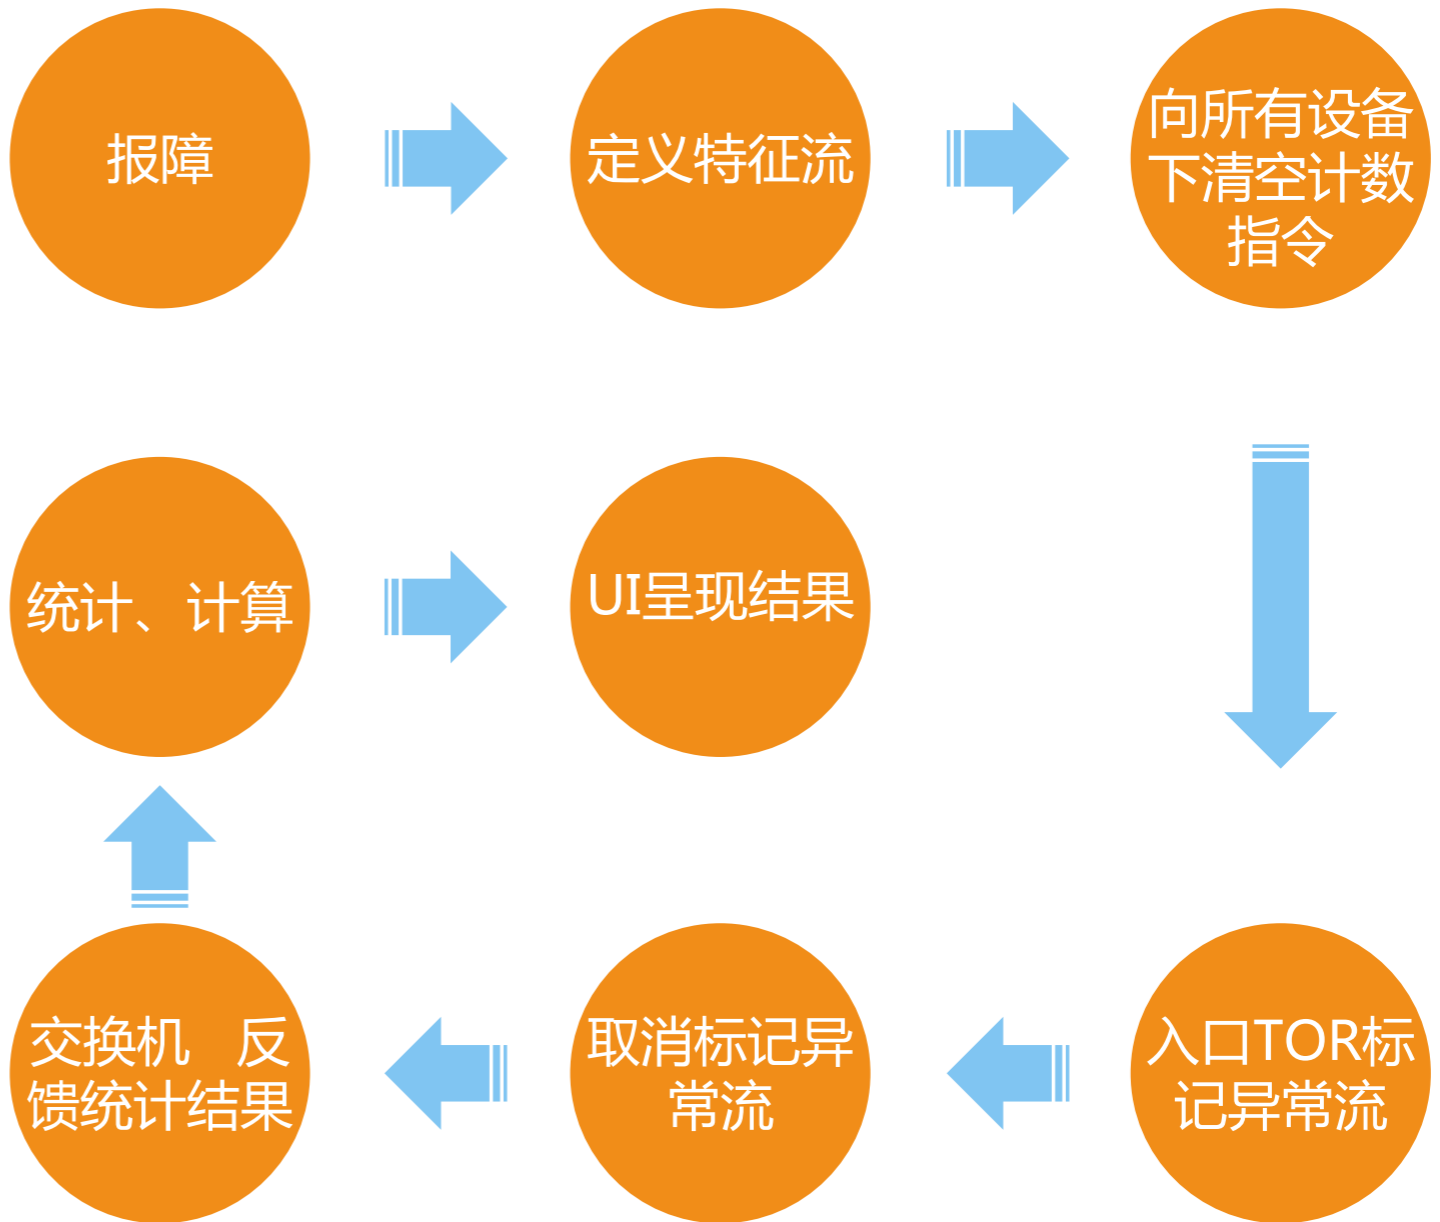 报障
定义特征流
向所有设备
下清空计数
指令
统计、计算
UI呈现结果
交换机 反
馈统计结果
取消标记异
常流
入口TOR标
记异常流